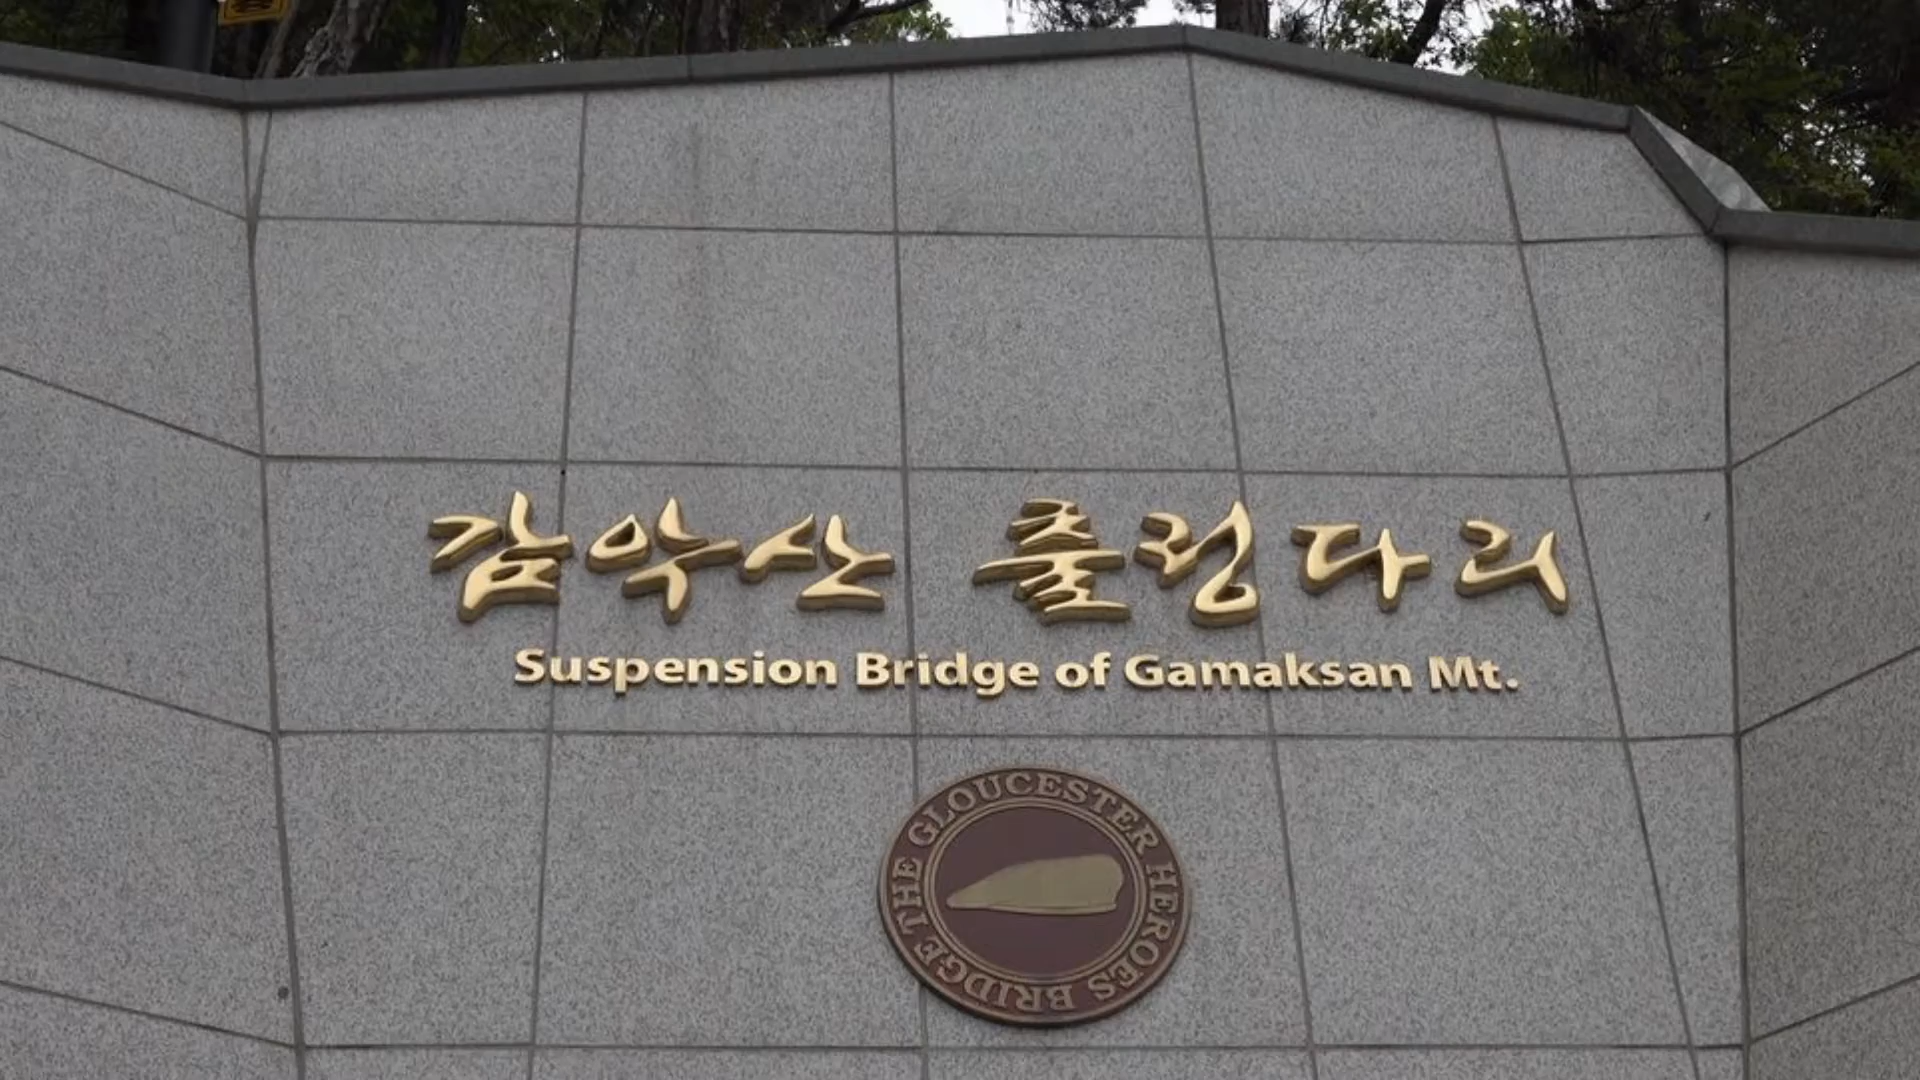 감악산 출렁다리
Suspension Bridge of Gamaksan Mt.
THE GLOUCESTER HEROES BRIDGE